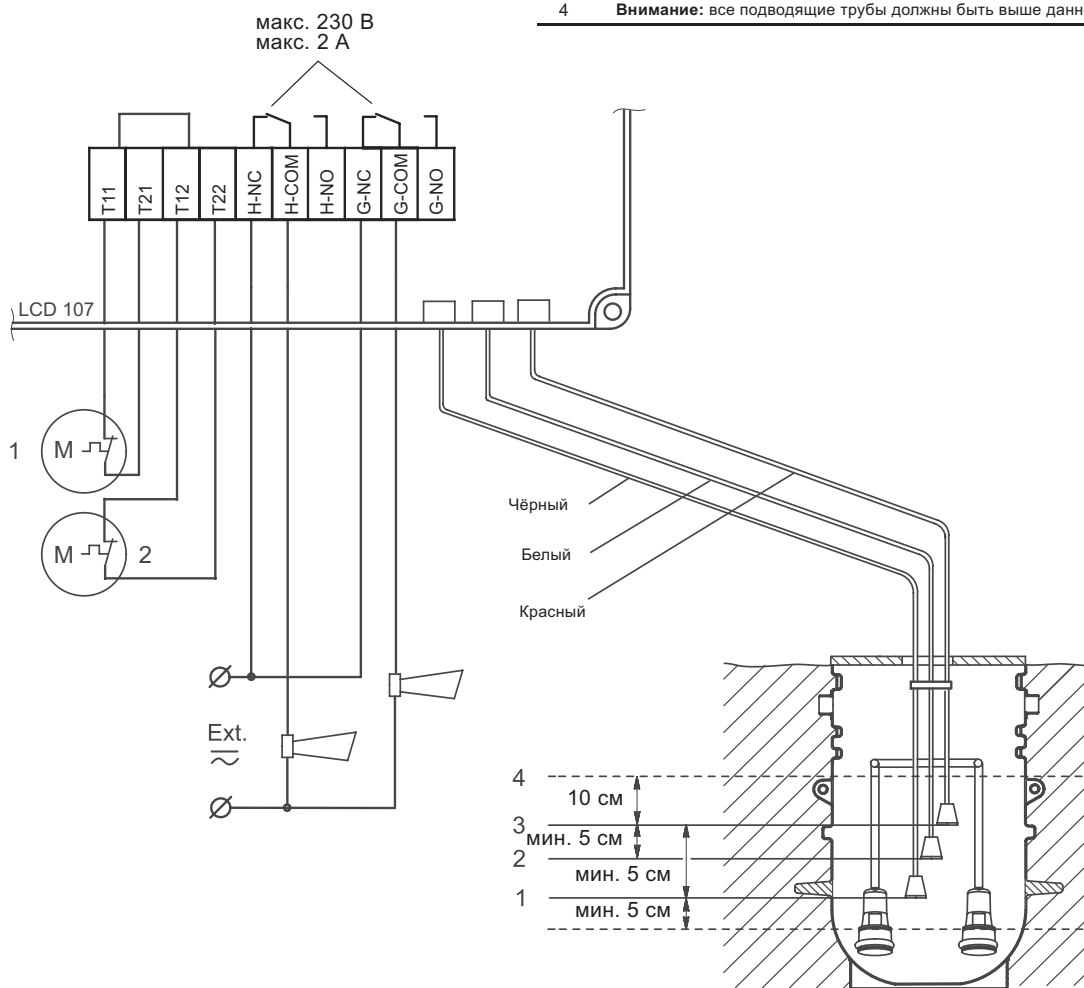 4 Внимание: все подводящие трубы должны быть выше данн
макс. 230 В
макс. 2 А
T11
T21
T12
T22
H-NC
H-COM
H-NO
G-NC
G-COM
G-NO
LCD 107
1
M
M
2
Чёрный
Белый
Красный
Ext.
4
10 см
3
мин. 5 см
2
мин. 5 см
1
мин. 5 см